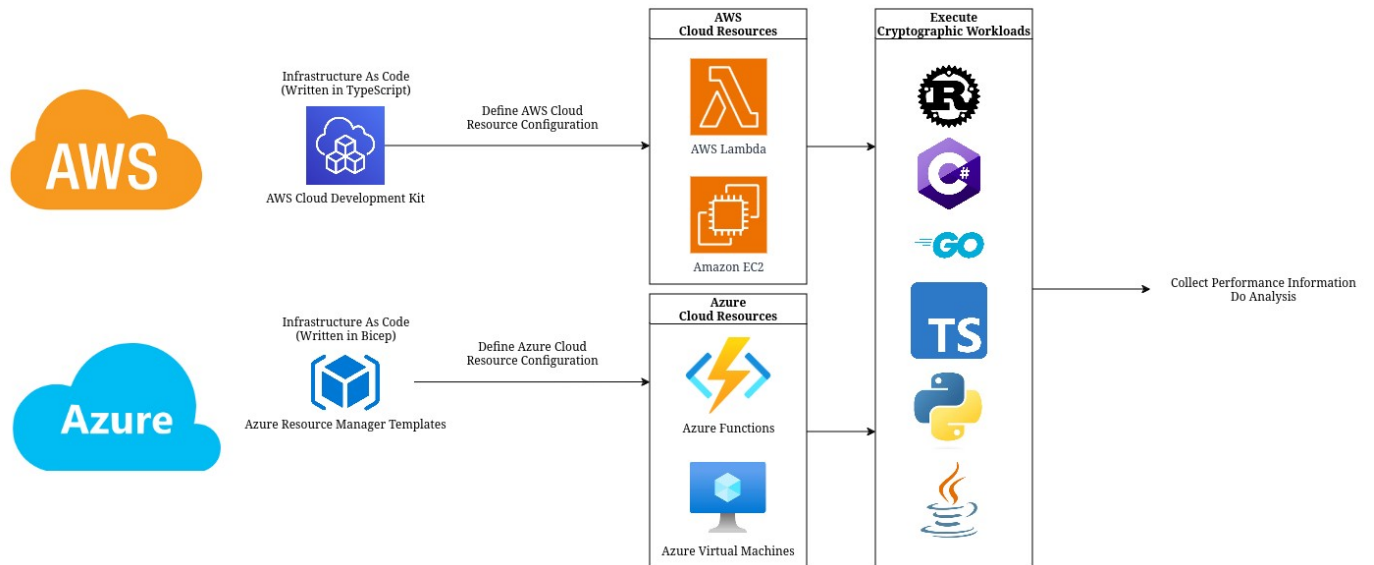 AWS
Infrastructure As Code
(Written in TypeScript)
AWS Cloud Development Kit
Define AWS Cloud
Resource Configuration
AWS
Cloud Resources
AWS Lambda
Amazon EC2
Azure
Infrastructure As Code
(Written in Bicep)
Azure Resource Manager Templates
Define Azure Cloud
Resource Configuration
Azure
Cloud Resources
Azure Functions
Azure Virtual Machines
Execute
Cryptographic Workloads
R
C#
GO
TS
Collect Performance Information
Do Analysis